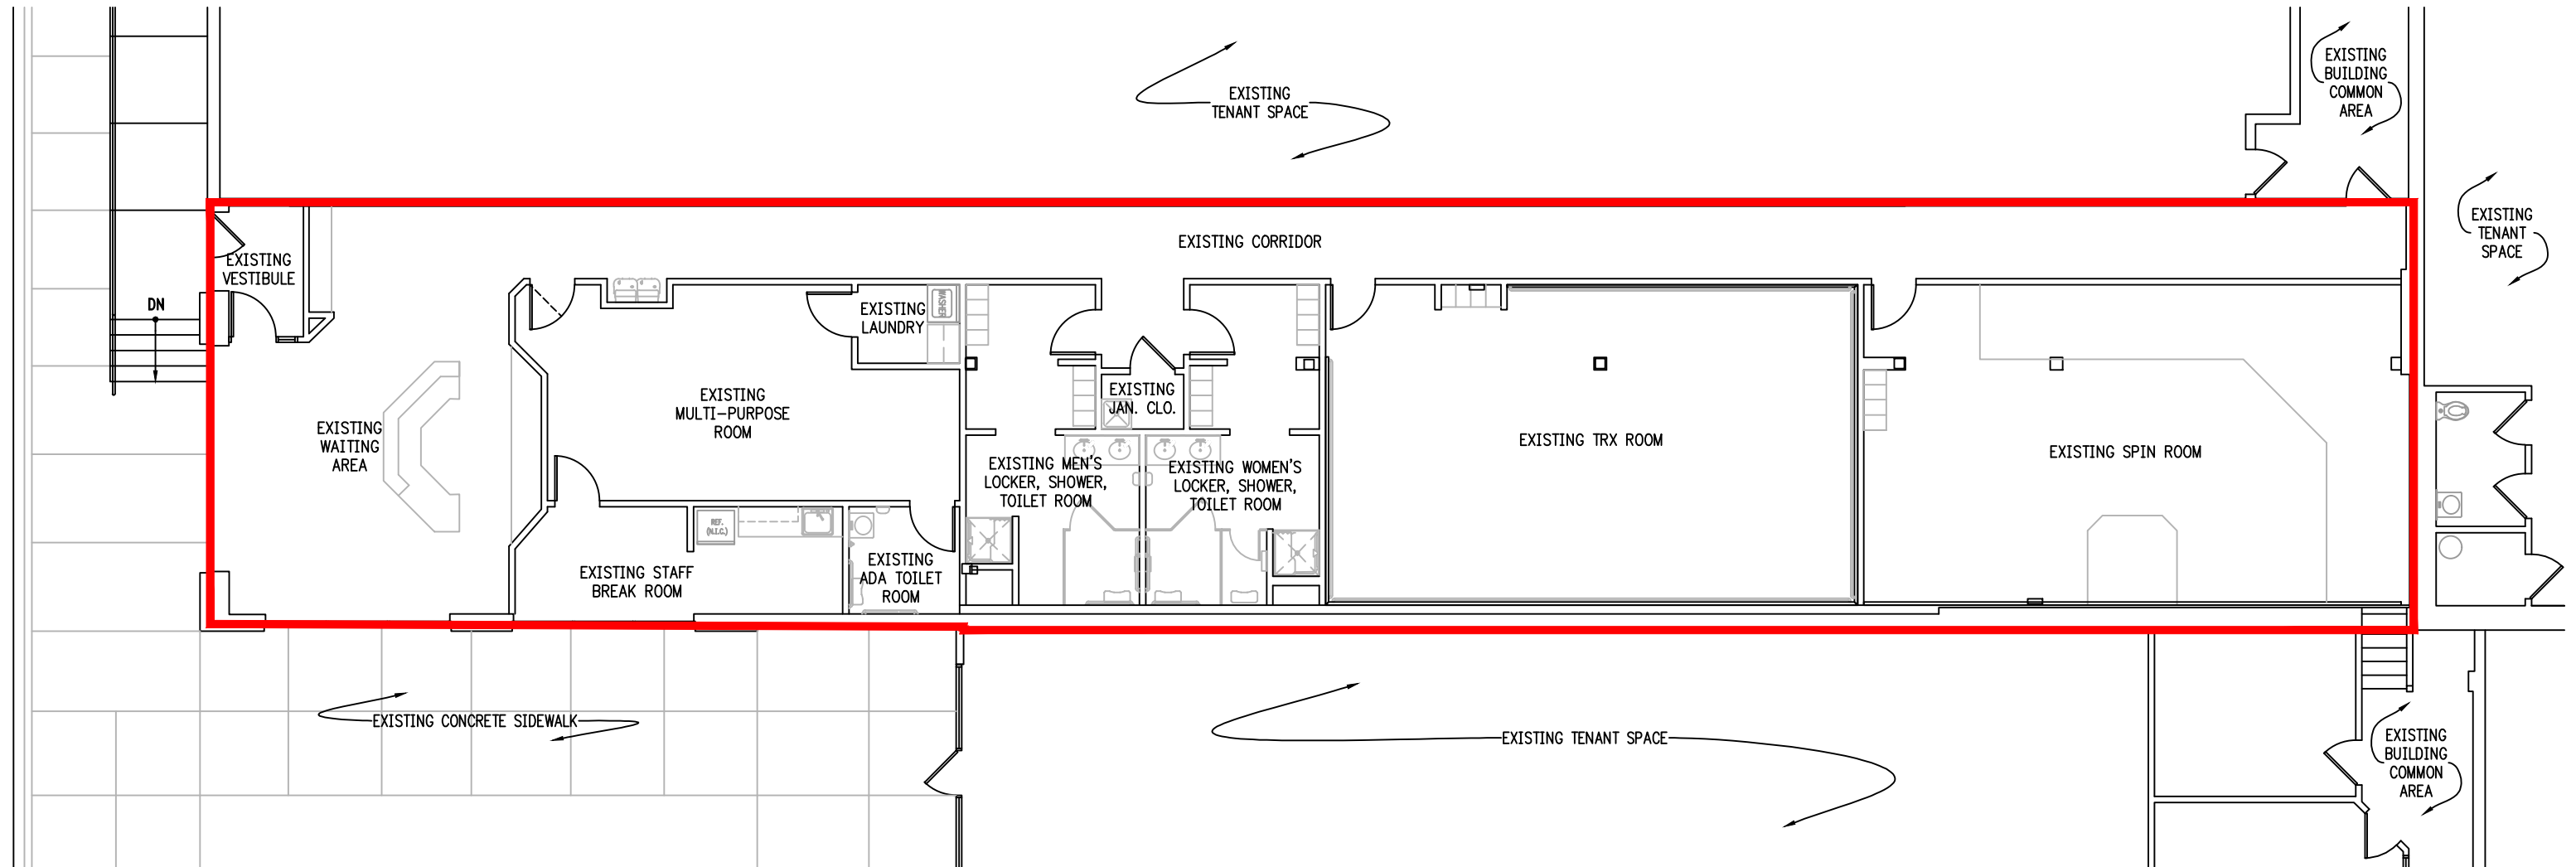 EXISTING
BUILDING
COMMON
AREA
EXISTING
TENANT SPACE
EXISTING
TENANT
SPACE
EXISTING CORRIDOR
EXISTING
VESTIBULE
DN
EXISTING
LAUNDRY
WASHER
EXISTING
MULTI-PURPOSE
ROOM
EXISTING
JAN. CLO.
EXISTING
WAITING
AREA
EXISTING TRX ROOM
EXISTING SPIN ROOM
EXISTING MEN'S
LOCKER, SHOWER,
TOILET ROOM
EXISTING WOMEN'S
LOCKER, SHOWER,
TOILET ROOM
REF.
(N.I.C.)
EXISTING STAFF
BREAK ROOM
EXISTING
ADA TOILET
ROOM
EXISTING CONCRETE SIDEWALK
EXISTING TENANT SPACE
EXISTING
BUILDING
COMMON
AREA